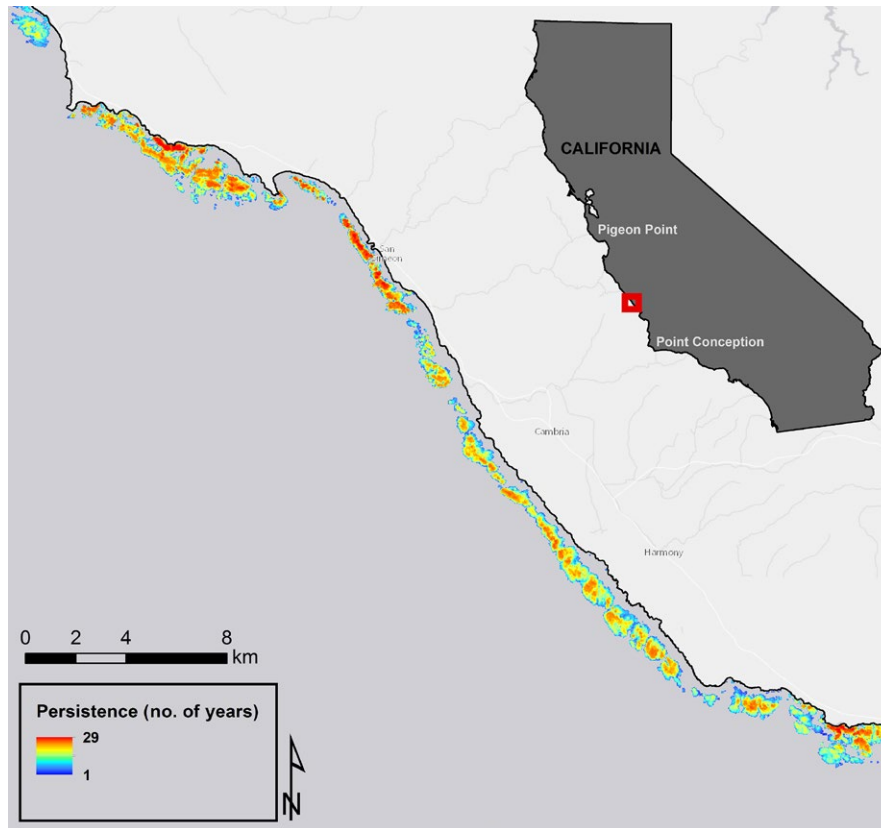 CALIFORNIA
Pigeon Point
Point Conception
San
Simeon
Cambria
Harmony
0 2 4 8
km
Persistence (no. of years)
29
1
N